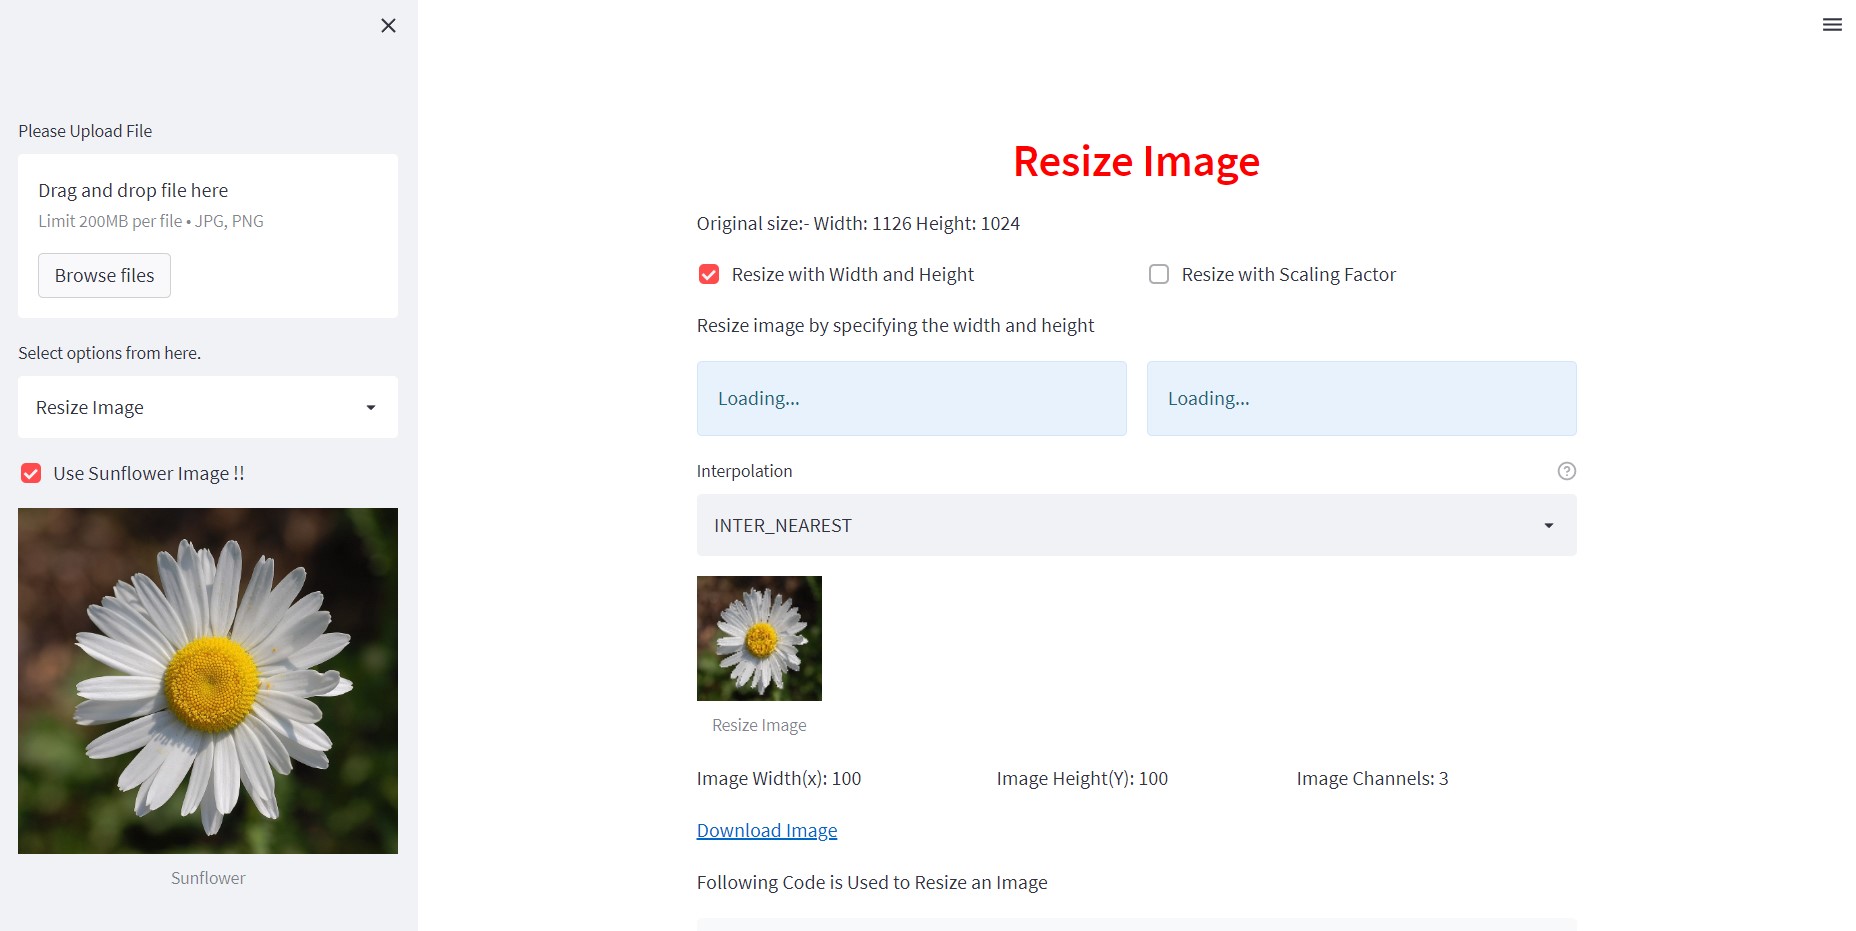 Please Upload File
Drag and drop file here
Limit 200MB per file • JPG, PNG
Browse files
Select options from here.
Resize Image
Use Sunflower Image !!
Sunflower
Resize Image
Original size:- Width: 1126 Height: 1024
Resize with Width and Height
Resize with Scaling Factor
Resize image by specifying the width and height
Loading...
Loading...
Interpolation
INTER_NEAREST
Resize Image
Image Width(x): 100
Image Height(Y): 100
Image Channels: 3
Download Image
Following Code is Used to Resize an Image